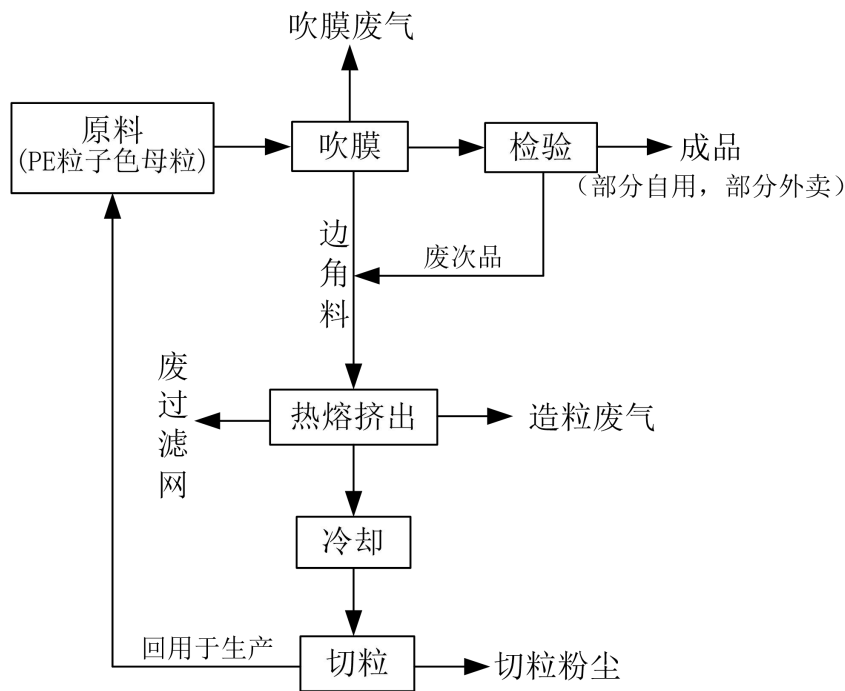 吹膜废气
原料
(PE粒子色母粒)
吹膜
检验
成品
（部分自用，部分外卖）
边角料
废次品
废过滤网
热熔挤出
造粒废气
冷却
回用于生产
切粒
切粒粉尘